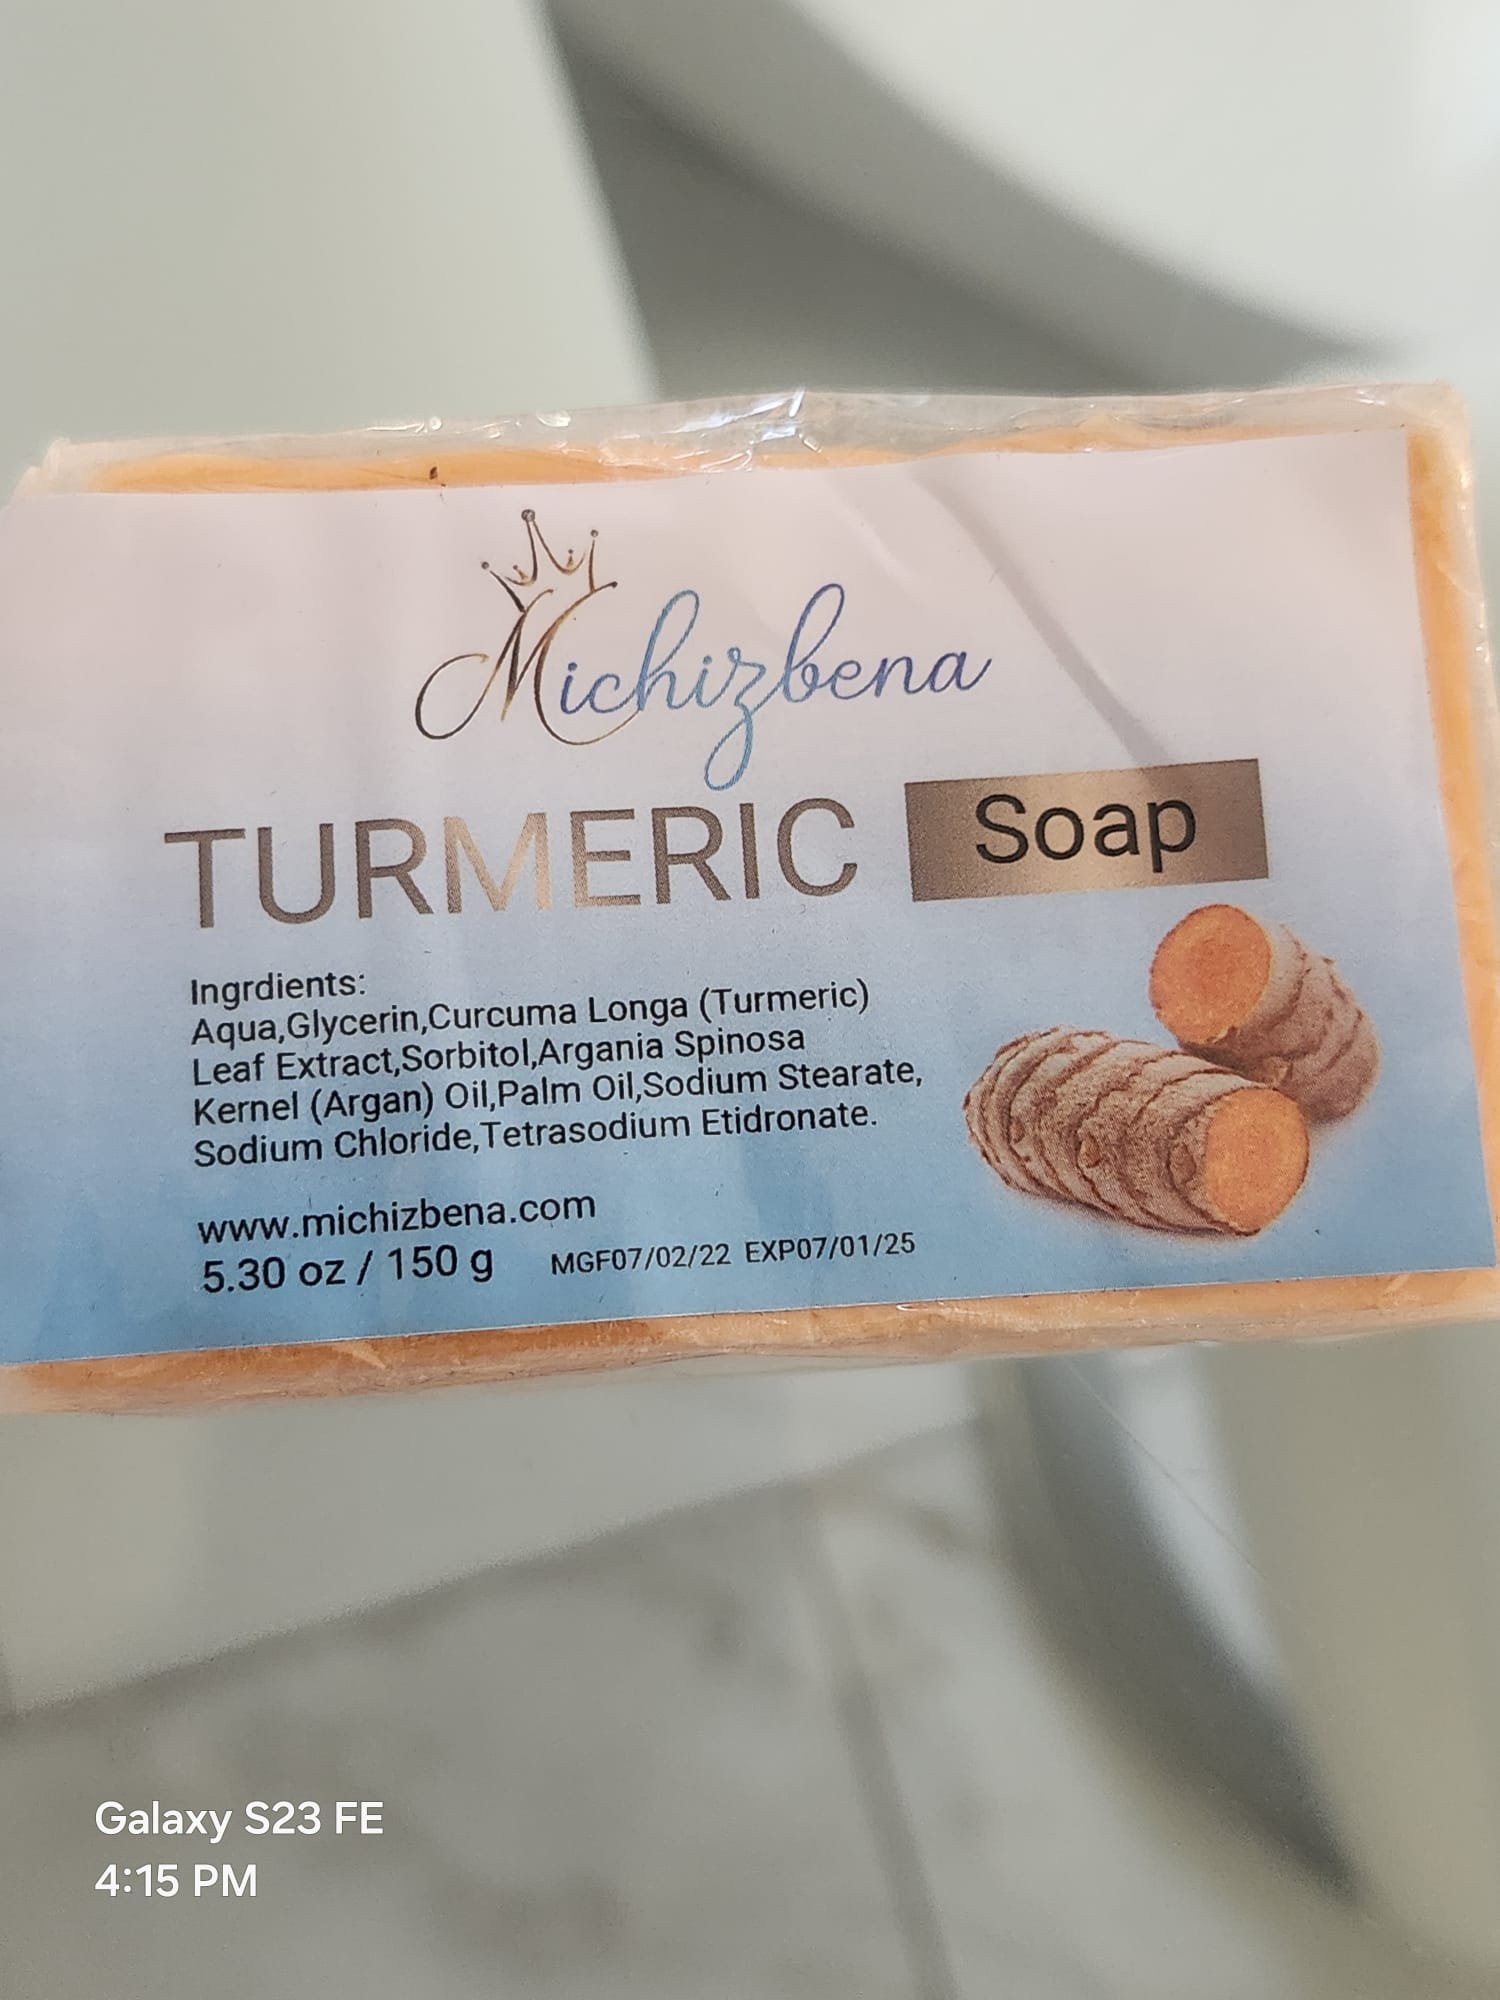 Michizbena
TURMERIC Soap
Ingrdients:
Aqua,Glycerin,Curcuma Longa (Turmeric)
Leaf Extract,Sorbitol,Argania Spinosa
Kernel (Argan) Oil,Palm Oil,Sodium Stearate,
Sodium Chloride,Tetrasodium Etidronate.
www.michizbena.com
5.30 oz / 150 g MGF07/02/22 EXP07/01/25
Galaxy S23 FE
4:15 PM